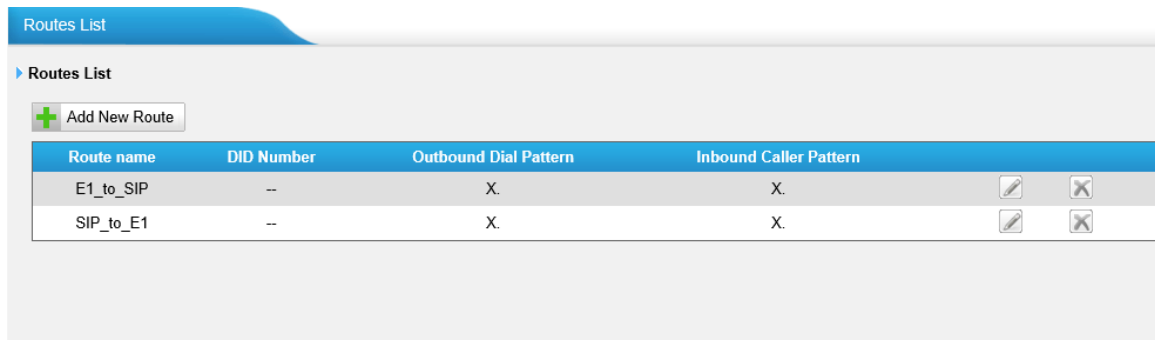 Routes List
Routes List
Add New Route
Route name DID Number Outbound Dial Pattern Inbound Caller Pattern
E1_to_SIP -- X. X.
SIP_to_E1 -- X. X.